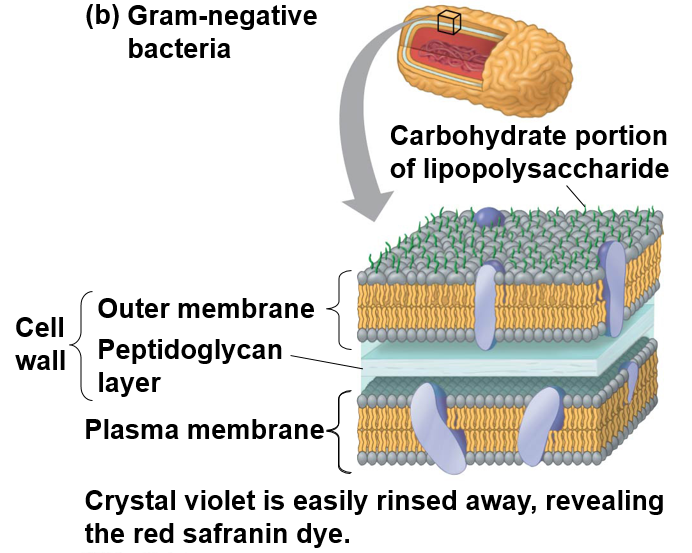 (b) Gram-negative
bacteria
Carbohydrate portion
of lipopolysaccharide
Cell
wall
Outer membrane
Peptidoglycan
layer
Plasma membrane
Crystal violet is easily rinsed away, revealing
the red safranin dye.